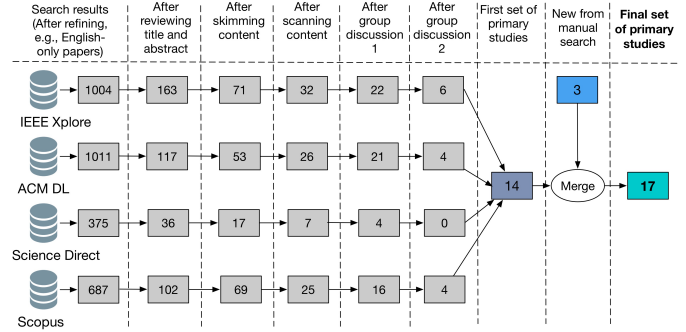 Search results
(After refining,
e.g., English-
only papers)
After
reviewing
title and
abstract
After
skimming
content
After
scanning
content
After
group
discussion
1
After
group
discussion
2
First set of
primary
studies
New from
manual
search
Final set
of primary
studies
1004
163
71
32
22
6
3
IEEE Xplore
1011
117
53
26
21
4
ACM DL
14
Merge
17
375
36
17
7
4
0
Science Direct
687
102
69
25
16
4
Scopus